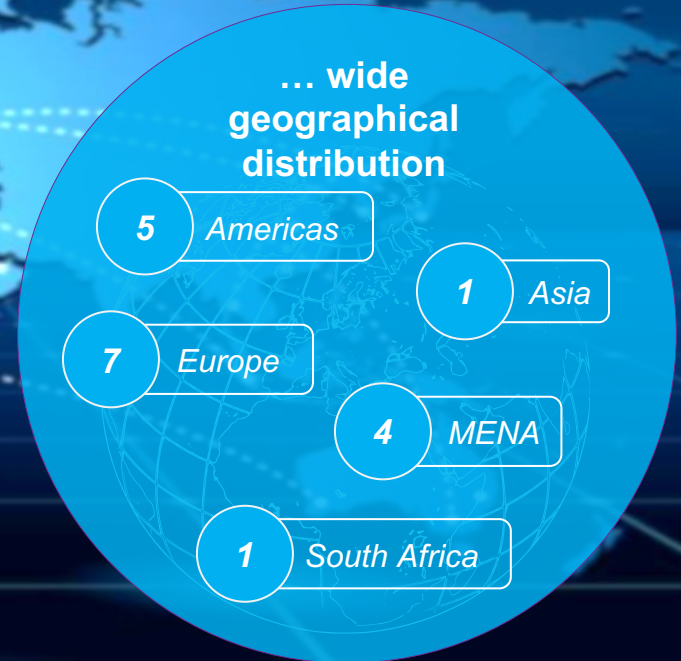 ... wide
geographical
distribution
5 Americas
1 Asia
7 Europe
4 MENA
1 South Africa